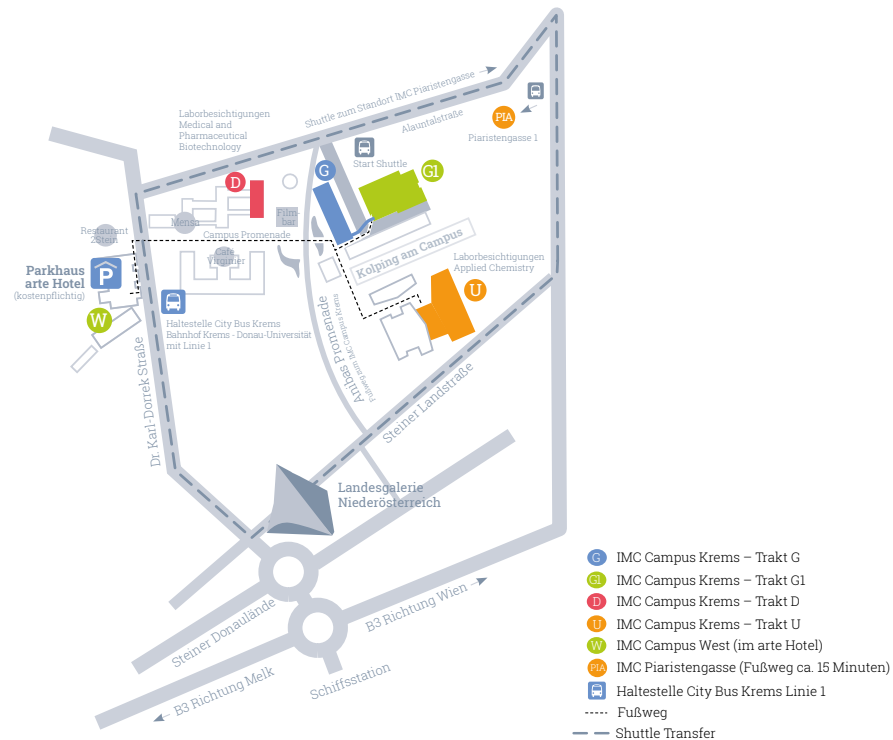 Shuttle zum Standort IMC Piaristengasse
Alauntalstraße
PIA
Piaristengasse 1
Laborbesichtigungen
Medical and
Pharmaceutical
Biotechnology
Start Shuttle
G
G1
D
Mensa
Film-
bar
Campus Promenade
Restaurant
2Stein
Café
Virginier
Kolping am Campus
Laborbesichtigungen
Applied Chemistry
U
Parkhaus
arte Hotel
(kostenpflichtig)
P
W
Haltestelle City Bus Krems
Bahnhof Krems - Donau-Universität
mit Linie 1
Anibas Promenade
Fußweg zum IMC Campus Krems
Dr. Karl-Dorrek Straße
Steiner Landstraße
Landesgalerie
Niederösterreich
Steiner Donaulände
B3 Richtung Wien
B3 Richtung Melk
Schiffsstation
G IMC Campus Krems – Trakt G
G1 IMC Campus Krems – Trakt G1
D IMC Campus Krems – Trakt D
U IMC Campus Krems – Trakt U
W IMC Campus West (im arte Hotel)
PIA IMC Piaristengasse (Fußweg ca. 15 Minuten)
Haltestelle City Bus Krems Linie 1
Fußweg
Shuttle Transfer